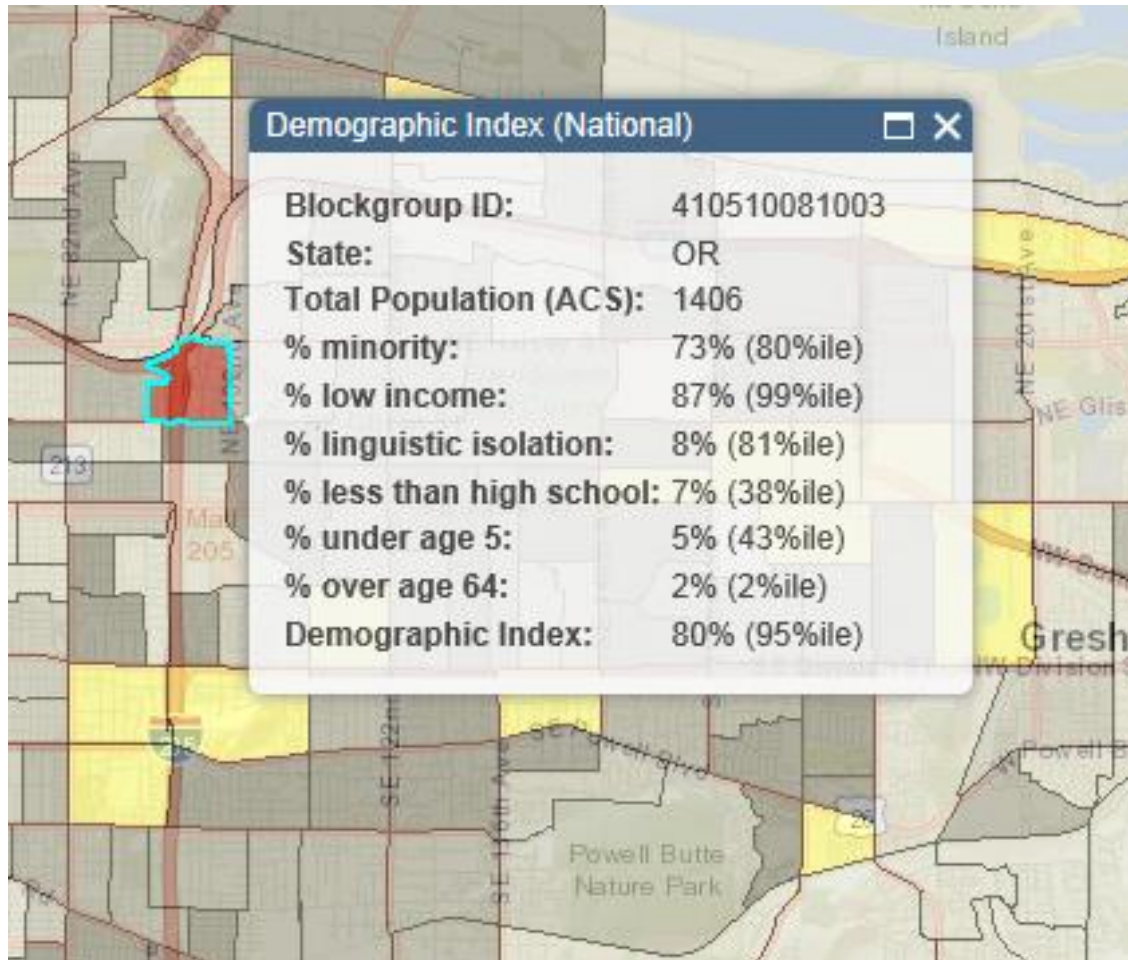 Island
Demographic Index (National)
Blockgroup ID: 410510081003
State: OR
Total Population (ACS): 1406
% minority: 73% (80%ile)
% low income: 87% (99%ile)
% linguistic isolation: 8% (81%ile)
% less than high school: 7% (38%ile)
% under age 5: 5% (43%ile)
% over age 64: 2% (2%ile)
Demographic Index: 80% (95%ile)
NE 82nd Ave
NE 201st Ave
NE Glis
213
Mall
205
Gresh
NW Division S
SE 122n
SE Powell Blvd
W Powell B
Powell Butte
Nature Park